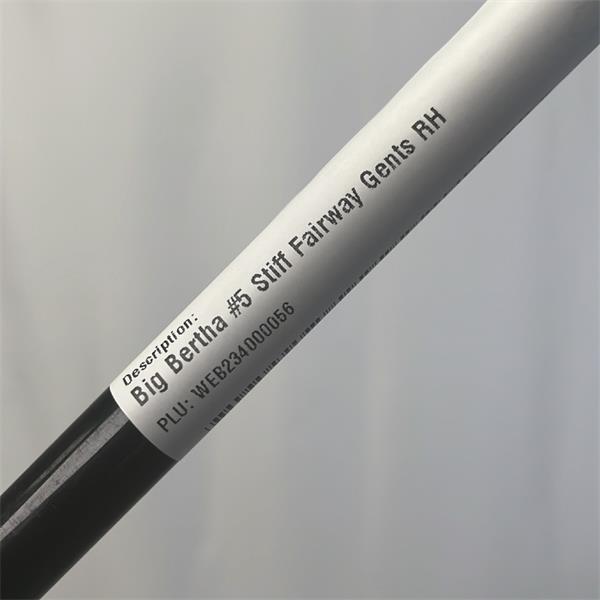 Description:
Big Bertha #5 Stiff Fairway Gents RH
PLU: WEB234000056